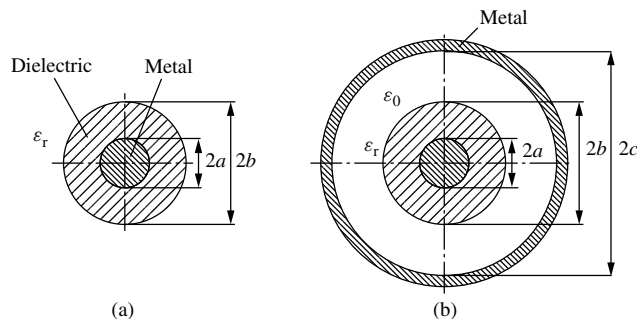 Dielectric
Metal
εr
2a
2b
(a)
Metal
ε0
εr
2a
2b
2c
(b)